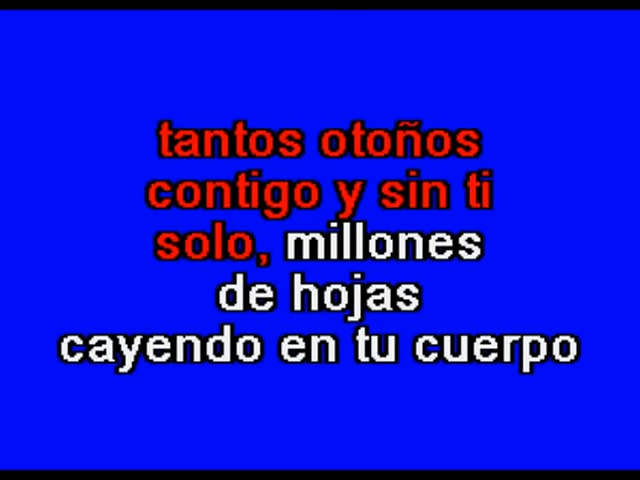 tantos otoños
contigo y sin ti
solo, millones
de hojas
cayendo en tu cuerpo